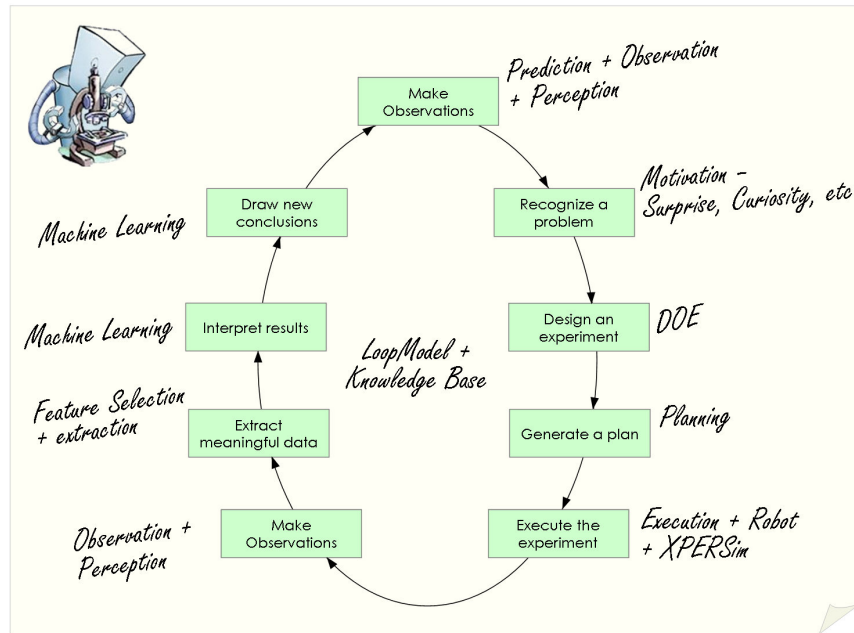 Make
Observations
Prediction + Observation
+ Perception
Recognize a
problem
Motivation –
Surprise, Curiosity, etc
Design an
experiment
DOE
Generate a plan
Planning
Execute the
experiment
Execution + Robot
+ XPERSim
Make
Observations
Observation +
Perception
Extract
meaningful data
Feature Selection
+ extraction
Interpret results
Machine Learning
Draw new
conclusions
Machine Learning
LoopModel +
Knowledge Base